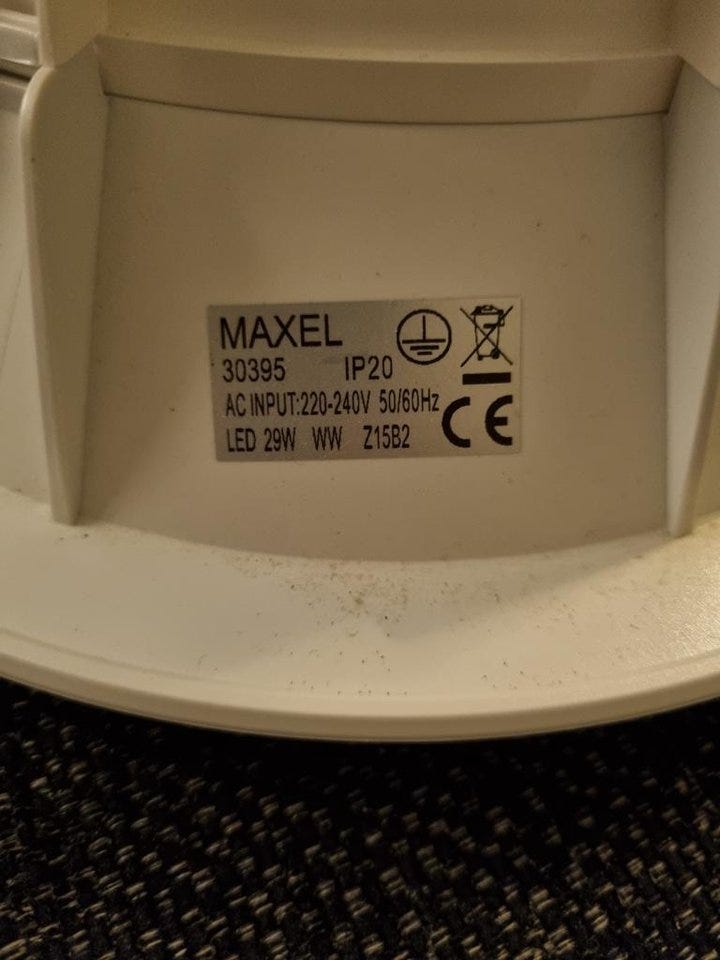 MAXEL
30395 IP20
AC INPUT:220-240V 50/60Hz
LED 29W WW Z15B2
CE